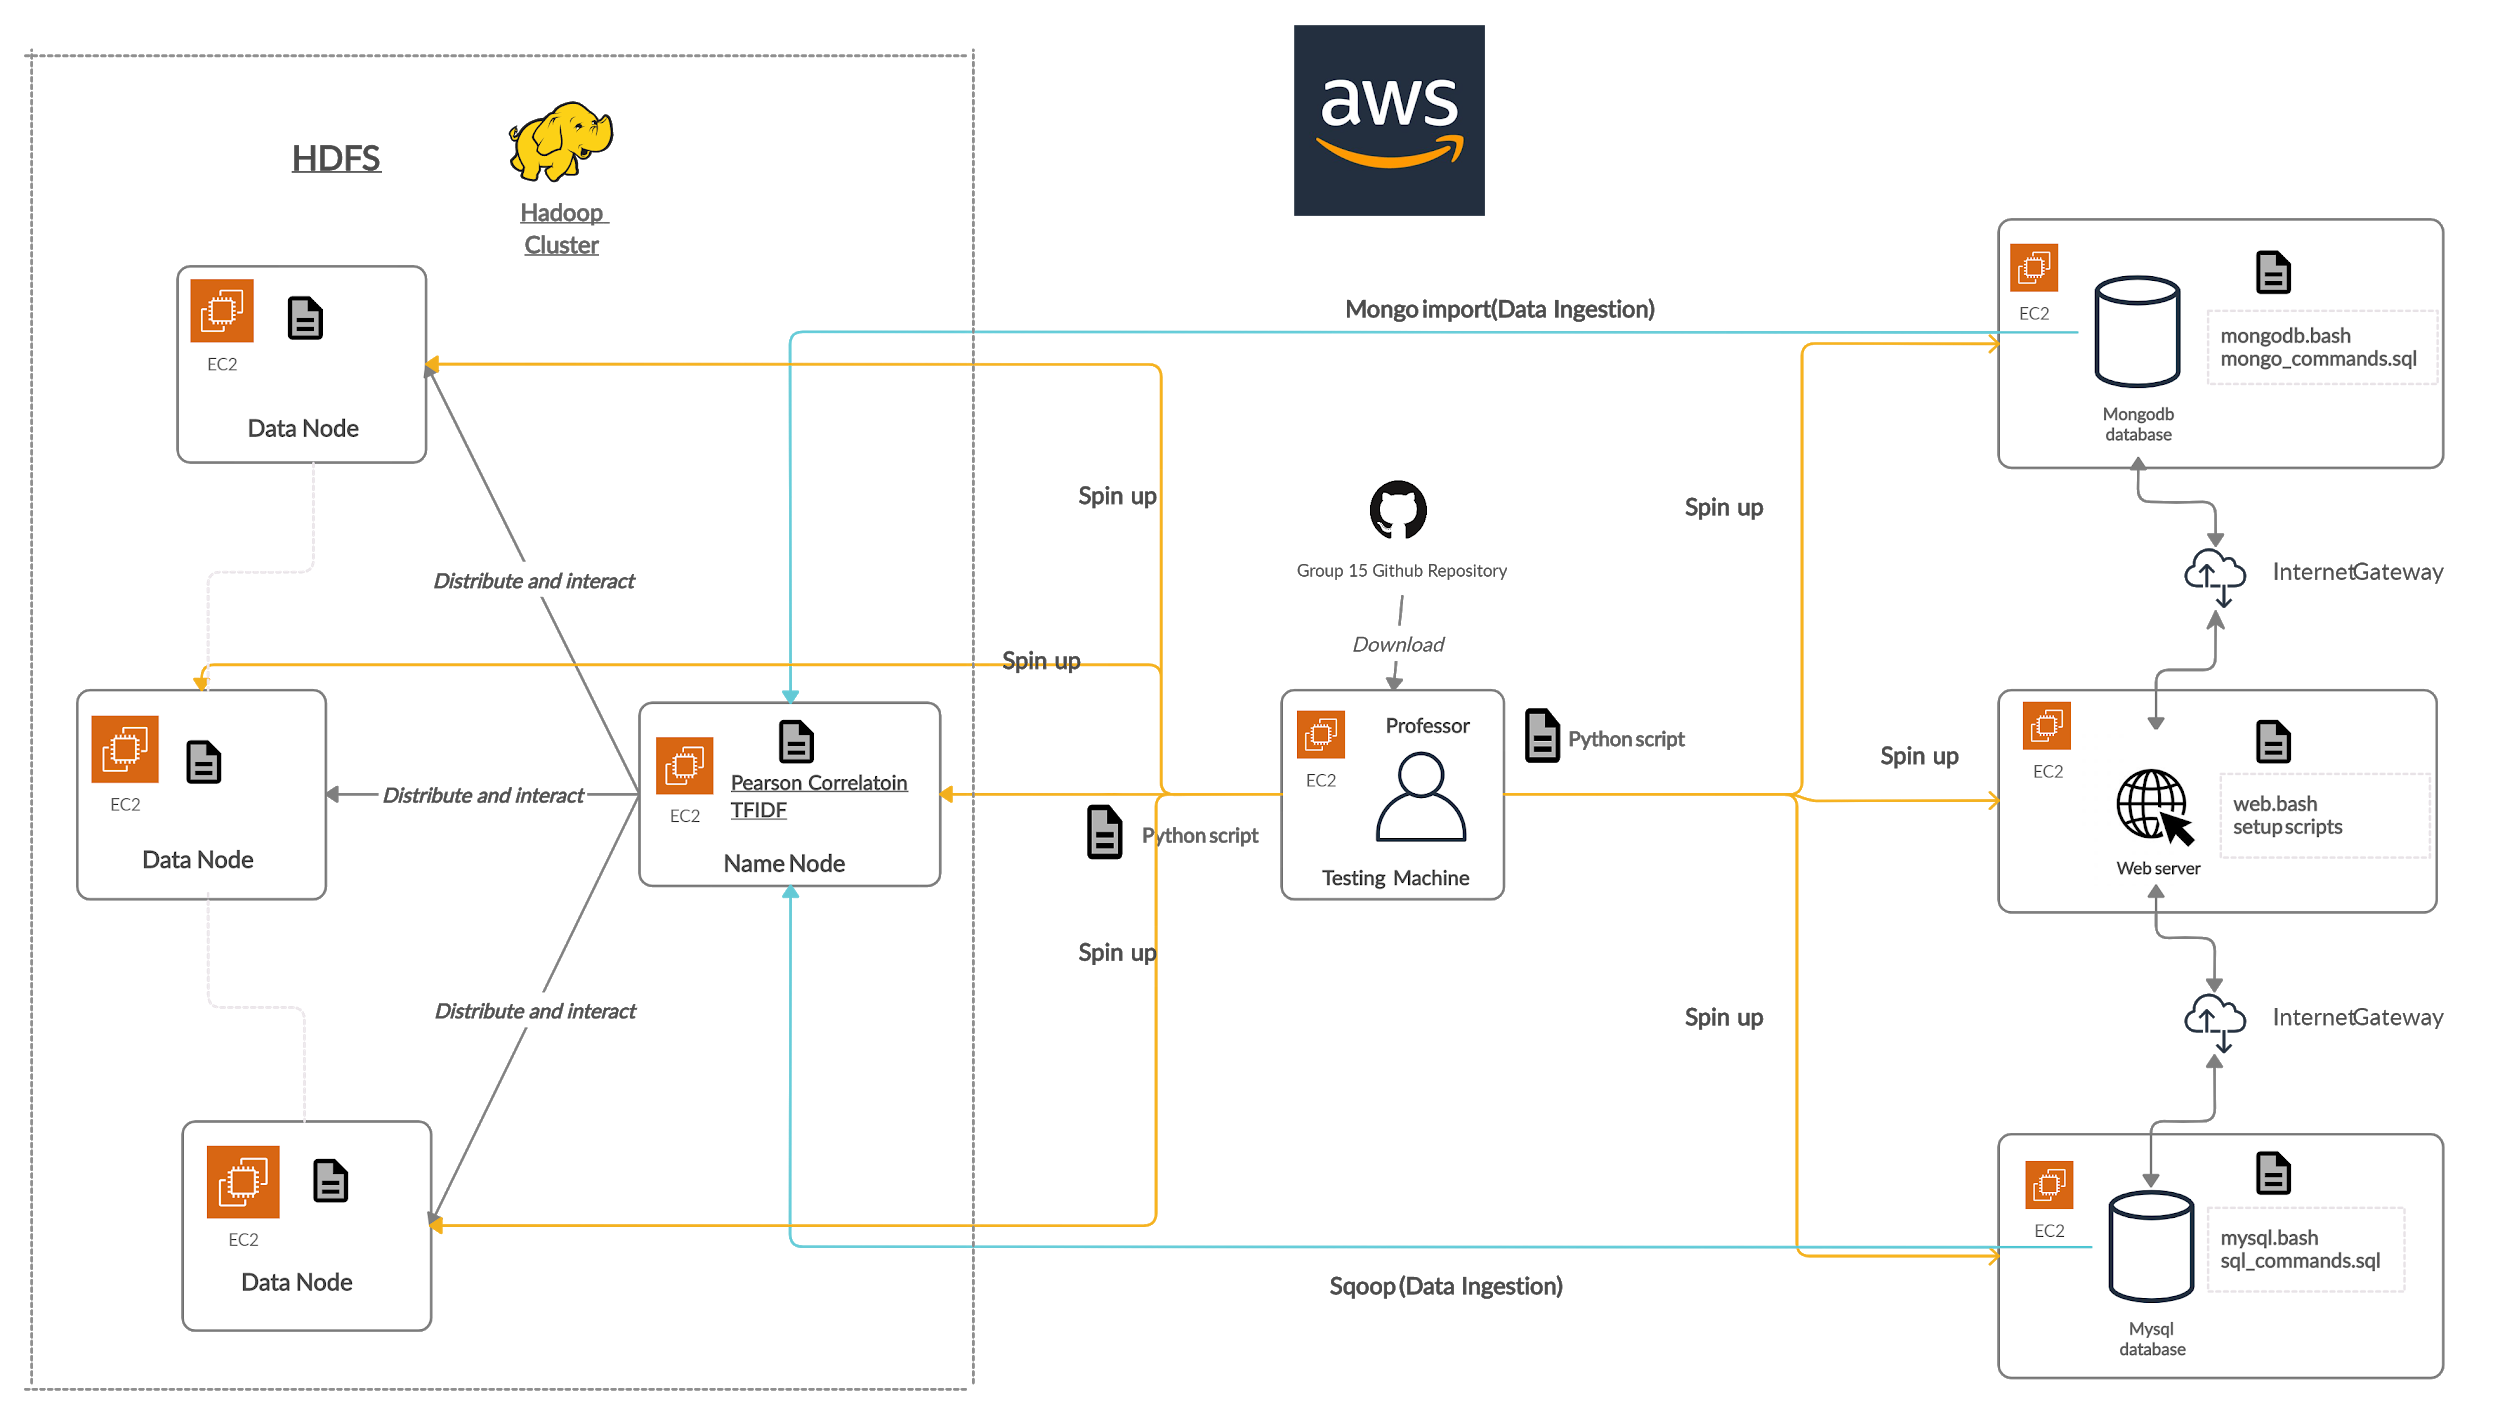 aws
HDFS
Hadoop
Cluster
EC2
Data Node
Mongo import(Data Ingestion)
EC2
mongodb.bash
mongo_commands.sql
Mongodb
database
Spin up
Spin up
Group 15 Github Repository
Distribute and interact
InternetGateway
Download
Spin up
EC2
Data Node
Distribute and interact
EC2
Pearson Correlatoin
TFIDF
Name Node
Python script
EC2
Professor
Testing Machine
Python script
Spin up
EC2
web.bash
setup scripts
Web server
Spin up
Distribute and interact
Spin up
InternetGateway
EC2
Data Node
Sqoop (Data Ingestion)
EC2
mysql.bash
sql_commands.sql
Mysql
database